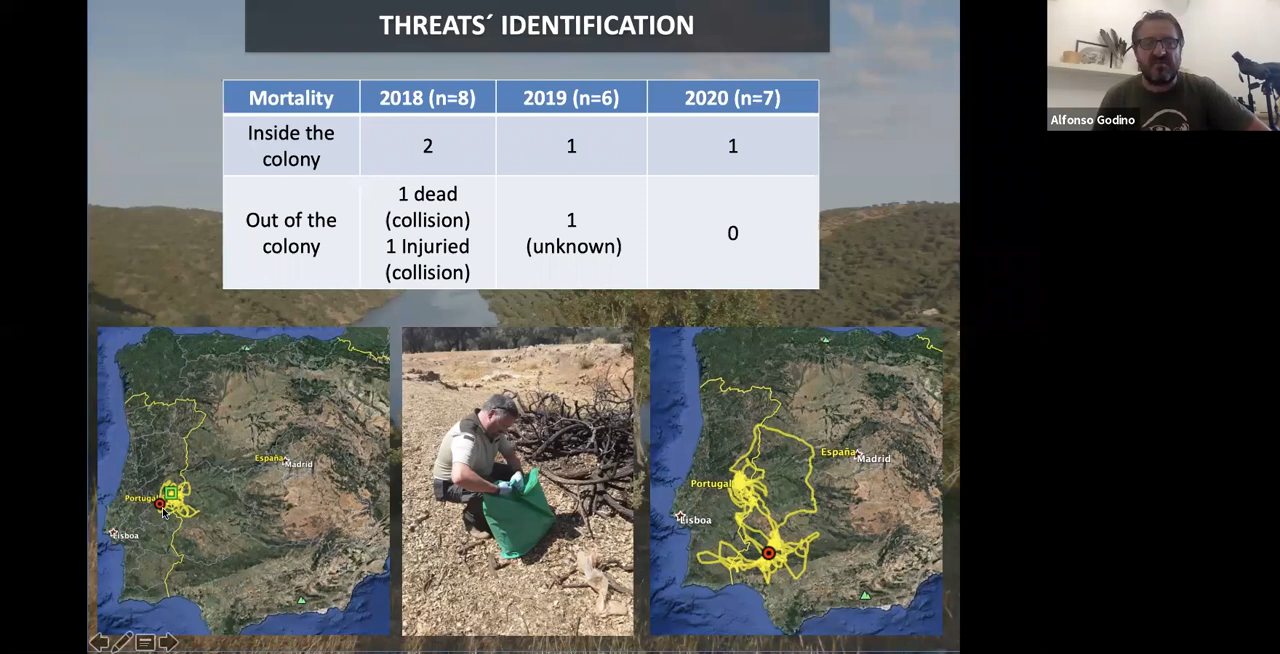 THREATS´ IDENTIFICATION
Alfonso Godino
Mortality 2018 (n=8) 2019 (n=6) 2020 (n=7)
Inside the
colony
2
1
1
Out of the
colony
1 dead
(collision)
1 Injuried
(collision)
1
(unknown)
0
España
Madrid
Portugal
Lisboa
España
Madrid
Portugal
Lisboa